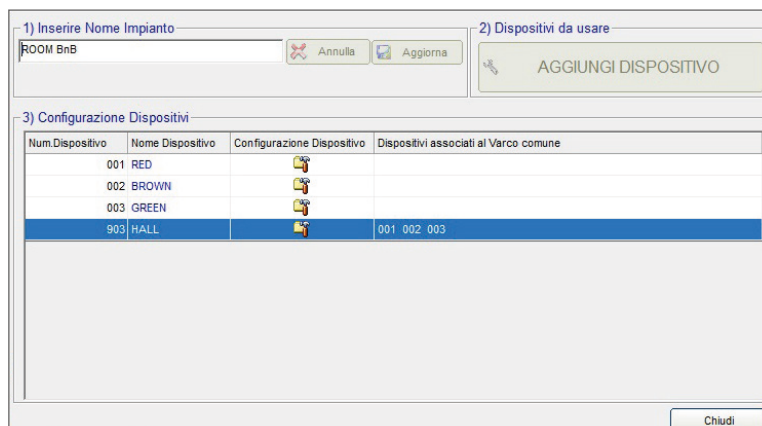 1) Inserire Nome Impianto
2) Dispositivi da usare
ROOM BnB
Annulla
Aggiorna
AGGIUNGI DISPOSITIVO
3) Configurazione Dispositivi
Num.Dispositivo Nome Dispositivo Configurazione Dispositivo Dispositivi associati al Varco comune
001 RED
002 BROWN
003 GREEN
903 HALL 001 002 003
Chiudi